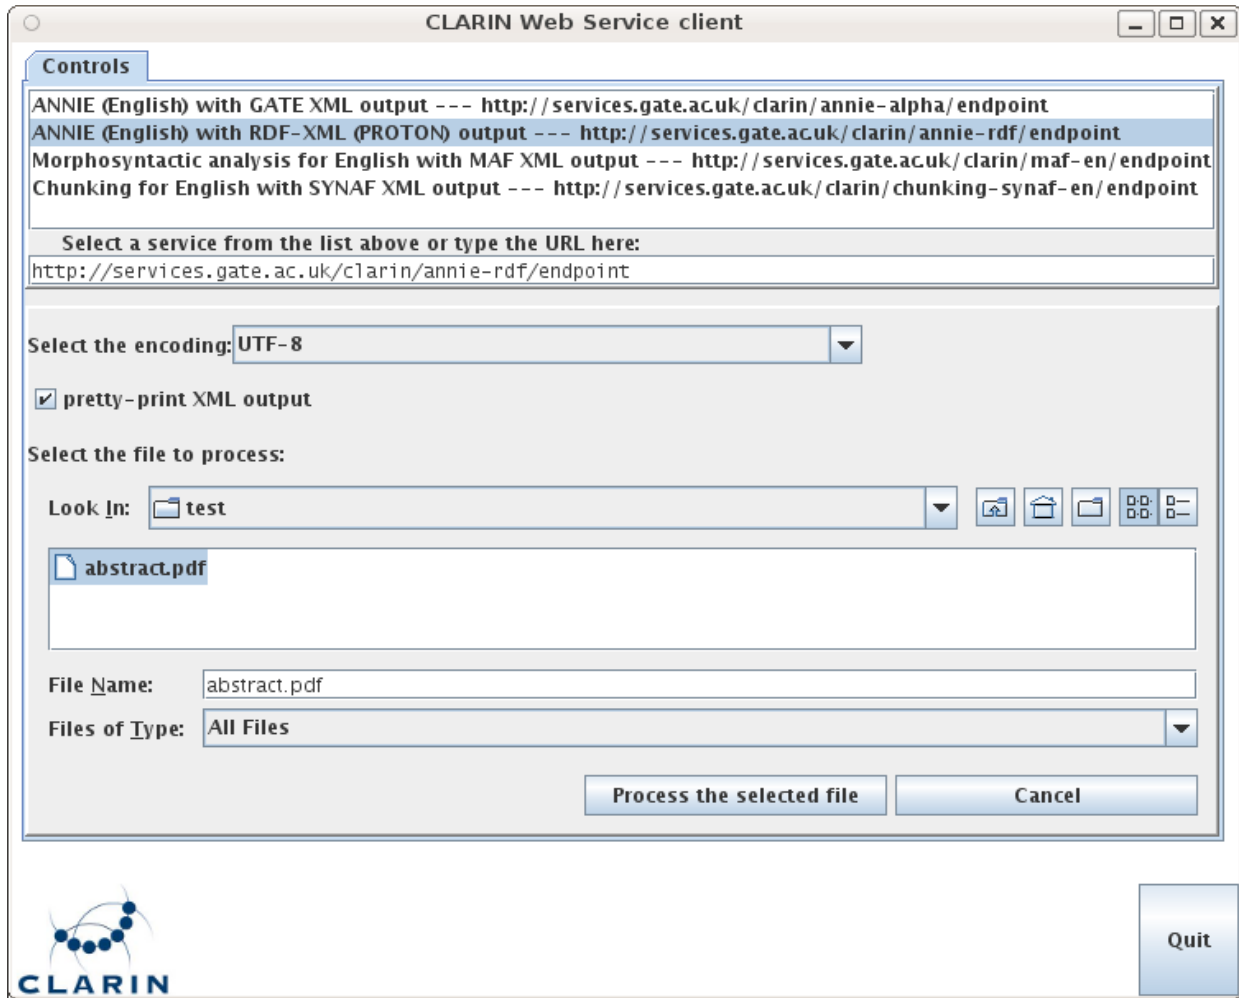 CLARIN Web Service client
Controls
ANNIE (English) with GATE XML output --- http://services.gate.ac.uk/clarin/annie-alpha/endpoint
ANNIE (English) with RDF-XML (PROTON) output --- http://services.gate.ac.uk/clarin/annie-rdf/endpoint
Morphosyntactic analysis for English with MAF XML output --- http://services.gate.ac.uk/clarin/maf-en/endpoint
Chunking for English with SYNAF XML output --- http://services.gate.ac.uk/clarin/chunking-synaf-en/endpoint
Select a service from the list above or type the URL here:
http://services.gate.ac.uk/clarin/annie-rdf/endpoint
Select the encoding: UTF-8
pretty-print XML output
Select the file to process:
Look In: test
abstract.pdf
File Name: abstract.pdf
Files of Type: All Files
Process the selected file Cancel
Quit
CLARIN